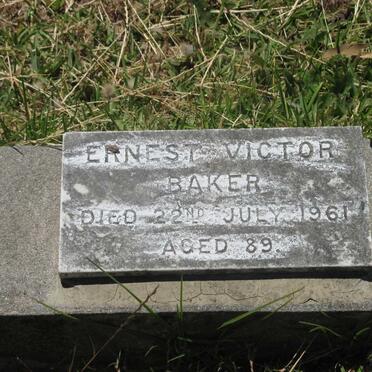 ERNEST VICTOR
BAKER
DIED 22ND JULY 1961
AGED 89